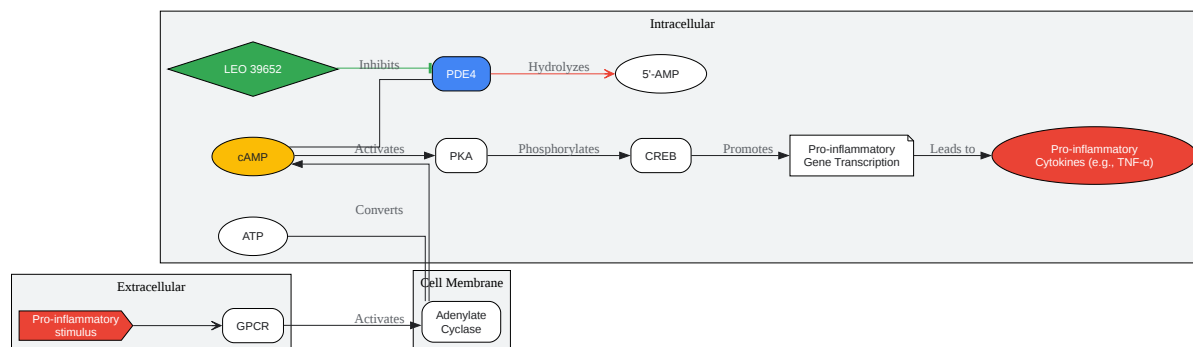 Intracellular
LEO 39652
Inhibits
PDE4
Hydrolyzes
5'-AMP
cAMP
Activates
PKA
Phosphorylates
CREB
Promotes
Pro-inflammatory
Gene Transcription
Leads to
Pro-inflammatory
Cytokines (e.g., TNF-α)
Converts
ATP
Extracellular
Cell Membrane
Pro-inflammatory
stimulus
GPCR
Activates
Adenylate
Cyclase